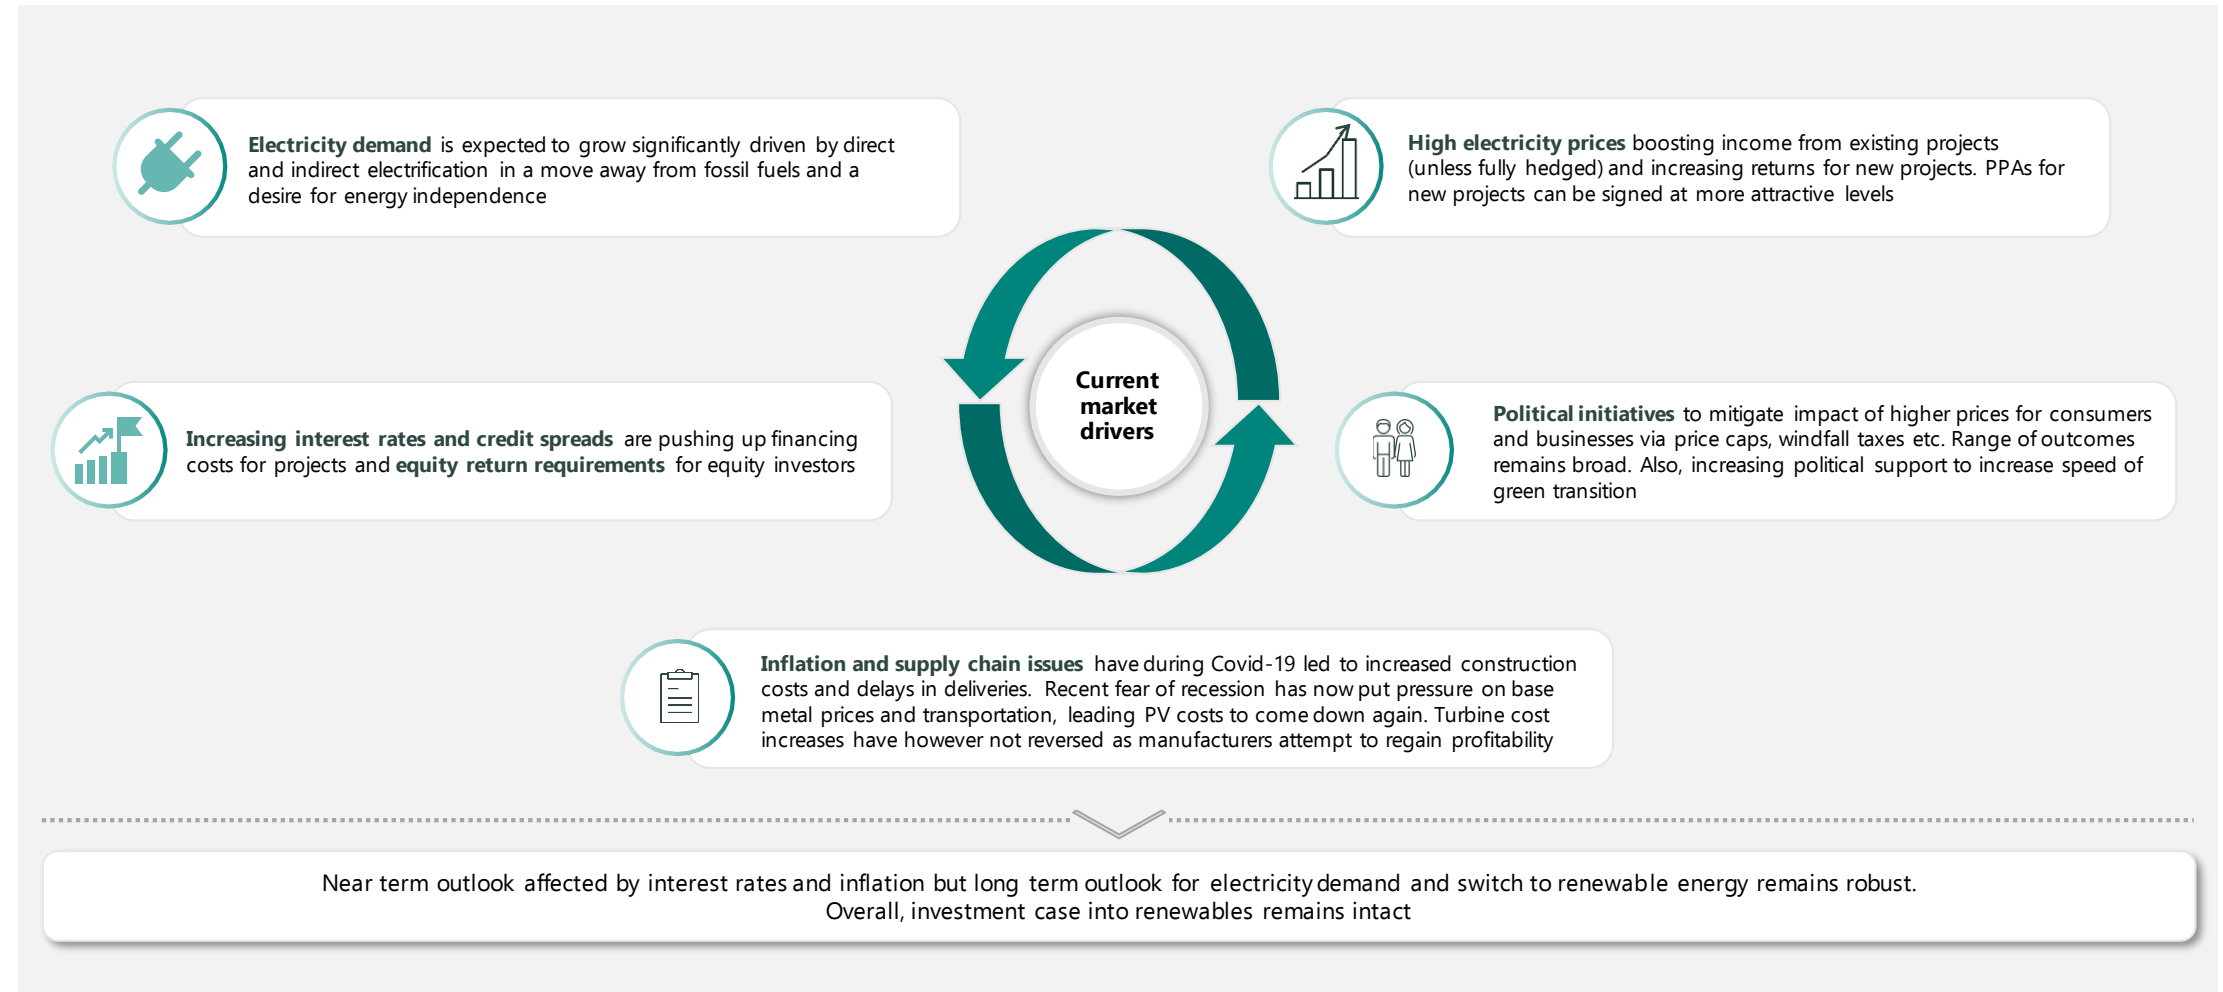 Electricity demand is expected to grow significantly driven by direct
and indirect electrification in a move away from fossil fuels and a
desire for energy independence
High electricity prices boosting income from existing projects
(unless fully hedged) and increasing returns for new projects. PPAs for
new projects can be signed at more attractive levels
Current
market
drivers
Increasing interest rates and credit spreads are pushing up financing
costs for projects and equity return requirements for equity investors
Political initiatives to mitigate impact of higher prices for consumers
and businesses via price caps, windfall taxes etc. Range of outcomes
remains broad. Also, increasing political support to increase speed of
green transition
Inflation and supply chain issues have during Covid-19 led to increased construction
costs and delays in deliveries. Recent fear of recession has now put pressure on base
metal prices and transportation, leading PV costs to come down again. Turbine cost
increases have however not reversed as manufacturers attempt to regain profitability
Near term outlook affected by interest rates and inflation but long term outlook for electricity demand and switch to renewable energy remains robust.
Overall, investment case into renewables remains intact